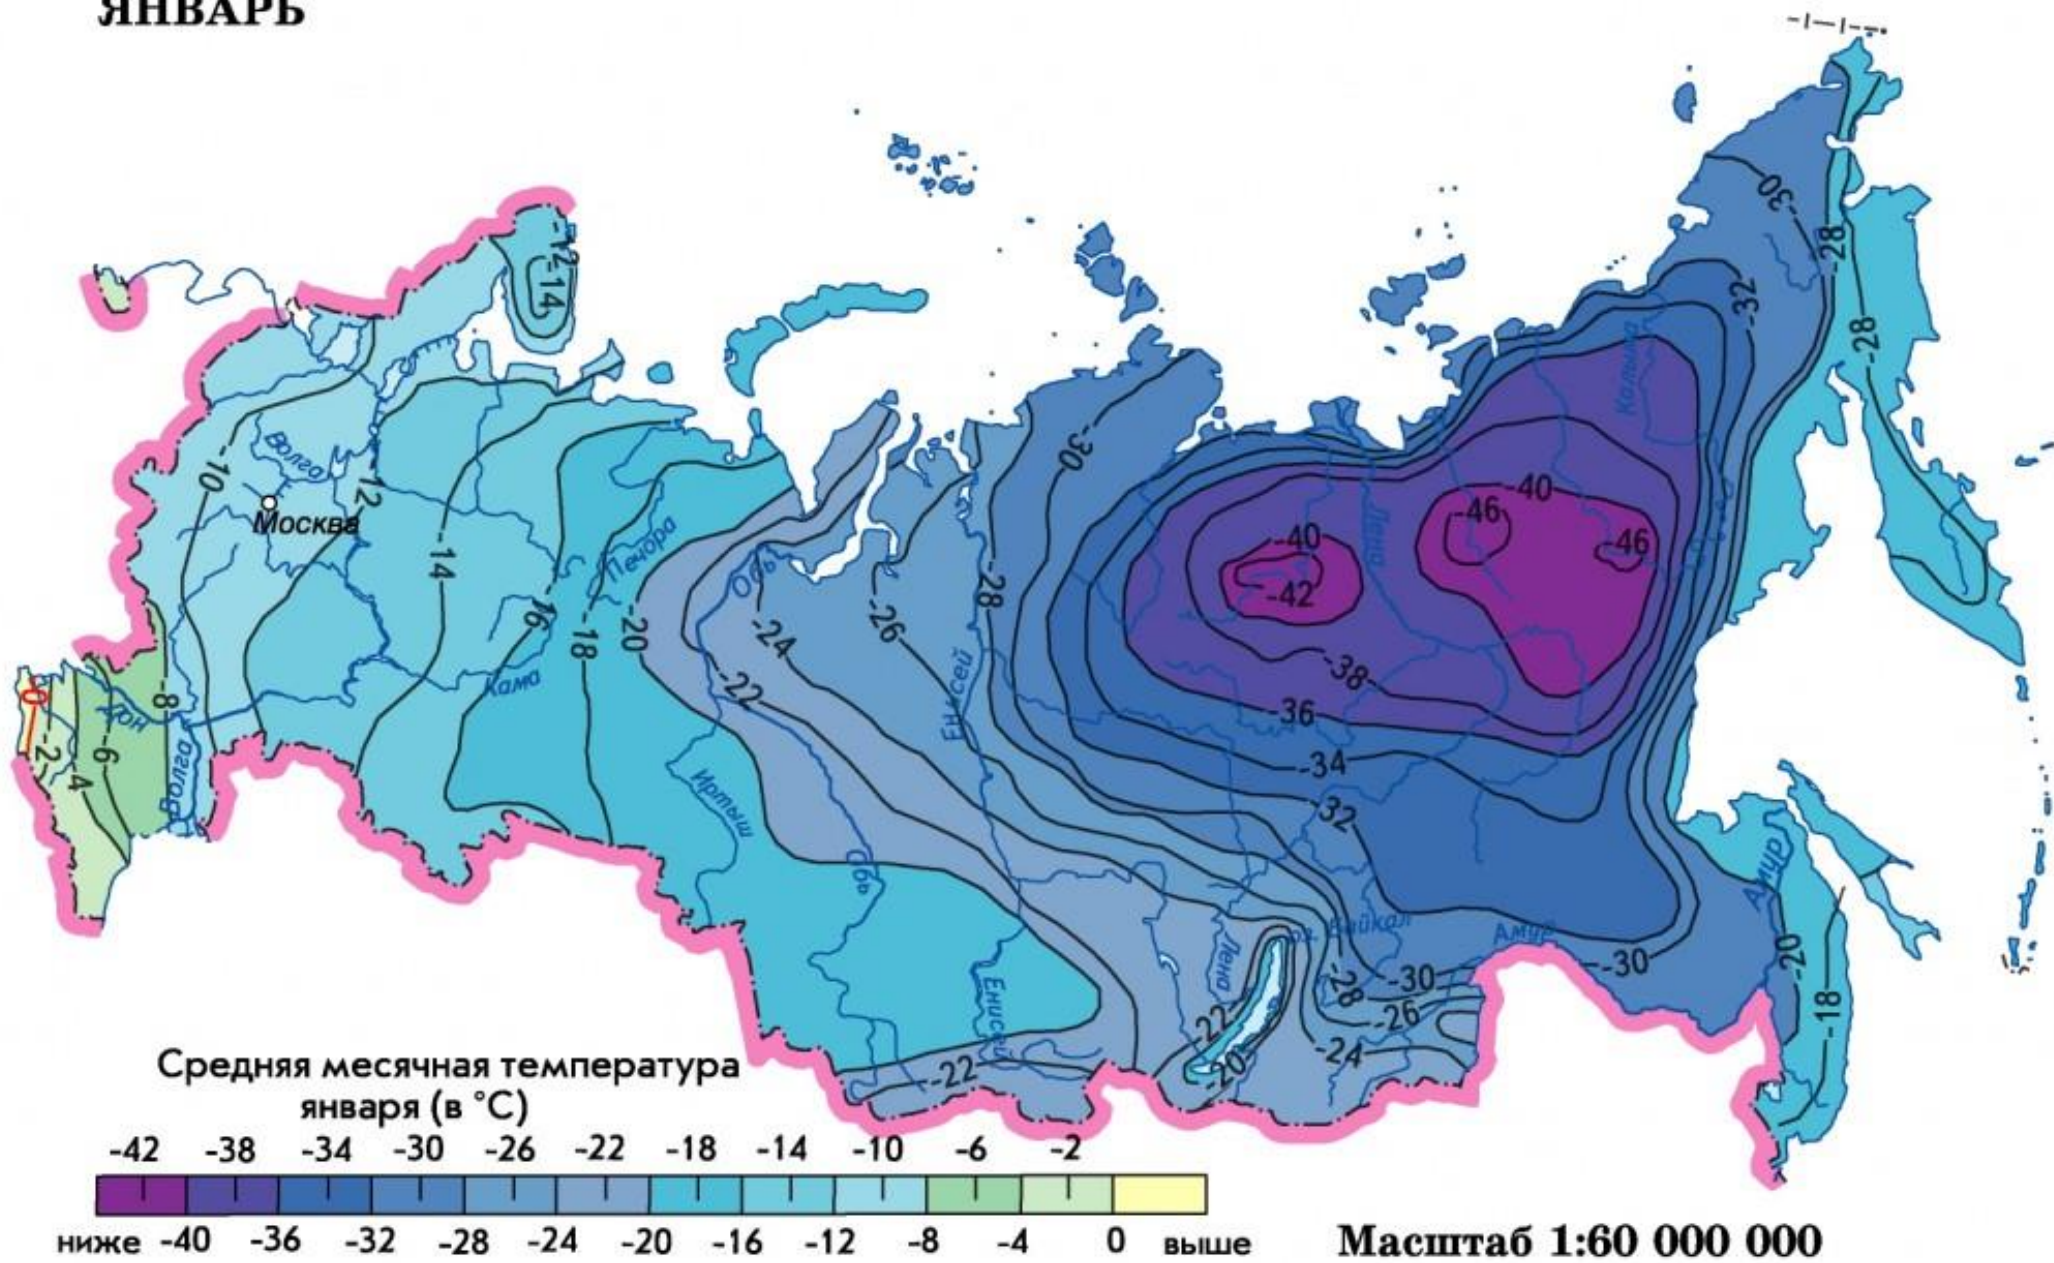 ЯНВАРЬ
-30
-28
-32
-28
-12
-14
-30
-10
Волга
-12
Москва
-14
-16
-18
Печора
-20
Обь
-24
-22
-26
-28
Енисей
Лена
Колыма
-40
-46
-46
-40
-42
-38
-36
-34
-32
Кама
0
-2
-4
-6
-8
Дон
Волга
Иртыш
Обь
Енисей
-22
Лена
-22
-20
оз. Байкал
-28
-30
-26
-24
Амур
-30
Амур
-20
-18
Средняя месячная температура
января (в °C)
-42 -38 -34 -30 -26 -22 -18 -14 -10 -6 -2
ниже -40 -36 -32 -28 -24 -20 -16 -12 -8 -4 0 выше
Масштаб 1:60 000 000